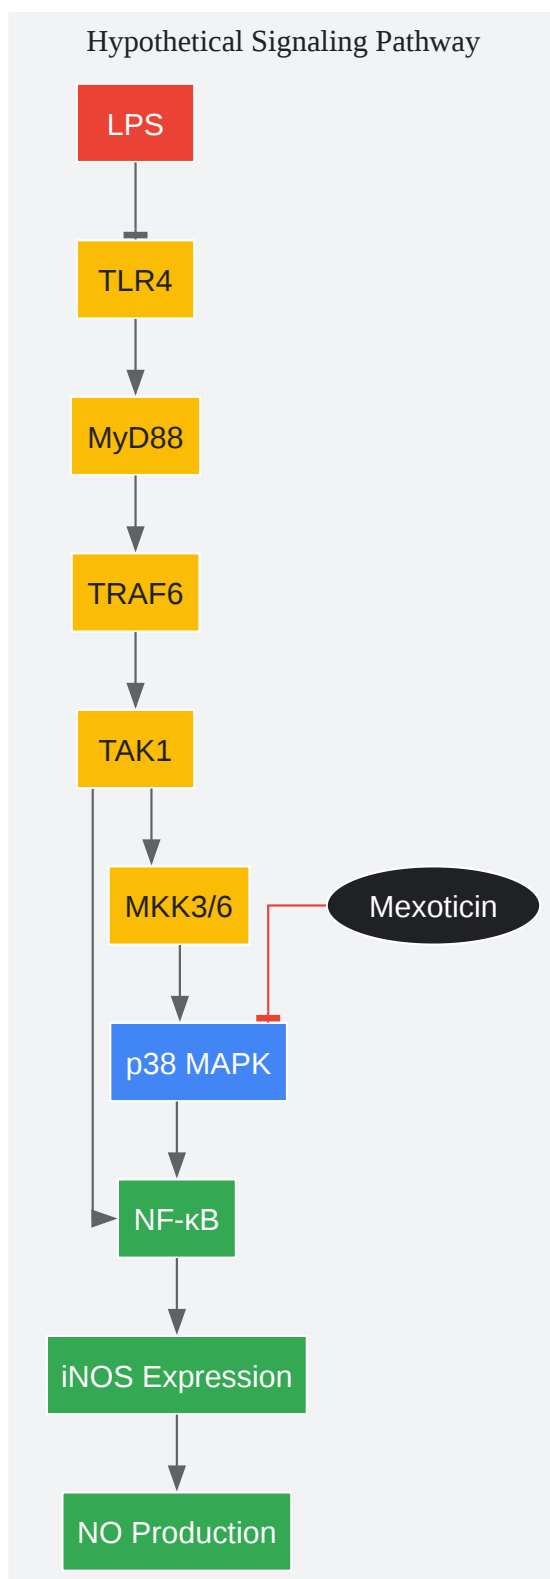 Hypothetical Signaling Pathway
LPS
TLR4
MyD88
TRAF6
TAK1
MKK3/6
Mexoticin
p38 MAPK
NF-κB
iNOS Expression
NO Production